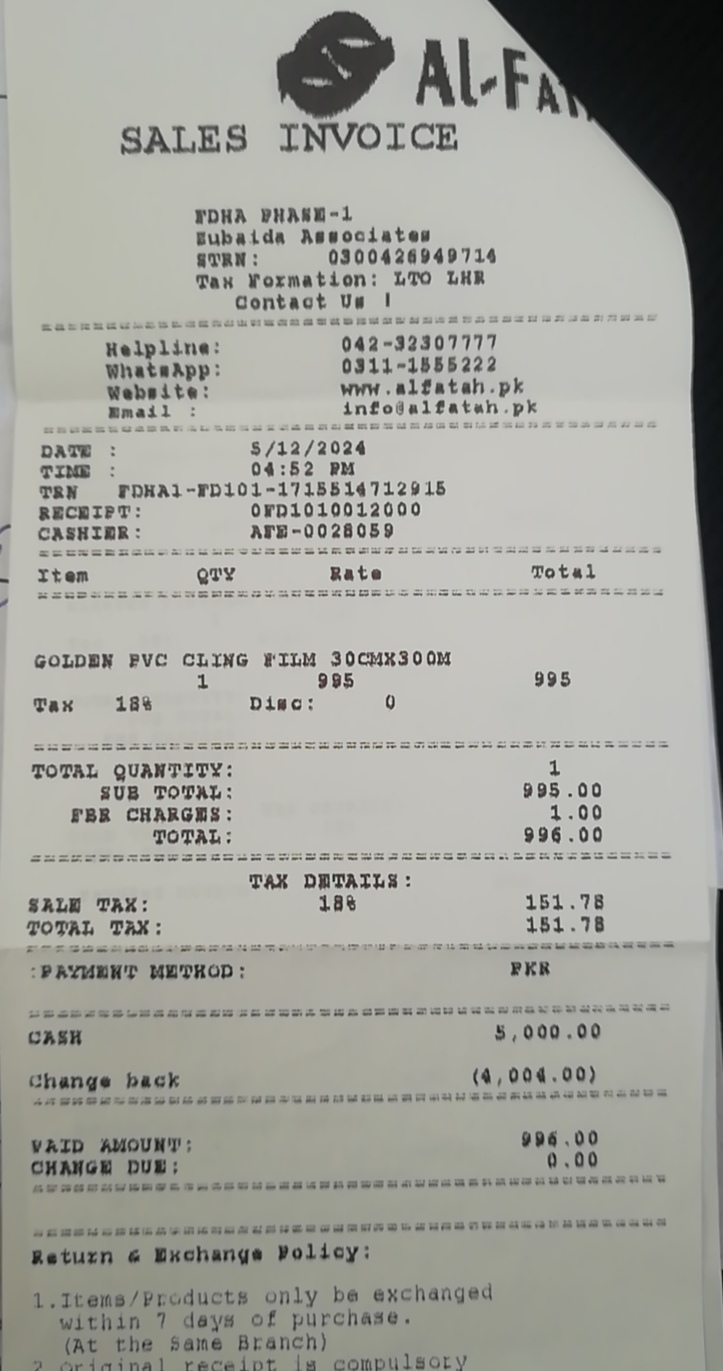 Al-Fa
SALES INVOICE
FDHA PHASE-1
Zubaida Associates
STRN: 0300426949714
Tax Formation: LTO LHR
Contact Us |
Helpline: 042-32307777
WhatsApp: 0311-1555222
Website: www.alfatah.pk
Email : info@alfatah.pk
DATE : 5/12/2024
TIME : 04:52 PM
TRN FDHA1-FD101-1715514712915
RECEIPT: 0FD1010012000
CASHIER: AFE-0028059
Item QTY Rate Total
GOLDEN PVC CLING FILM 30CMX300M
1 995 995
Tax 18% Disc: 0
TOTAL QUANTITY: 1
SUB TOTAL: 995.00
FBR CHARGES: 1.00
TOTAL: 996.00
TAX DETAILS:
SALE TAX: 18% 151.78
TOTAL TAX: 151.78
:PAYMENT METHOD: PKR
CASH 5,000.00
Change back (4,004.00)
PAID AMOUNT: 996.00
CHANGE DUE: 0.00
Return & Exchange Policy:
1.Items/Products only be exchanged
within 7 days of purchase.
(At the Same Branch)
2 Original receipt is compulsory